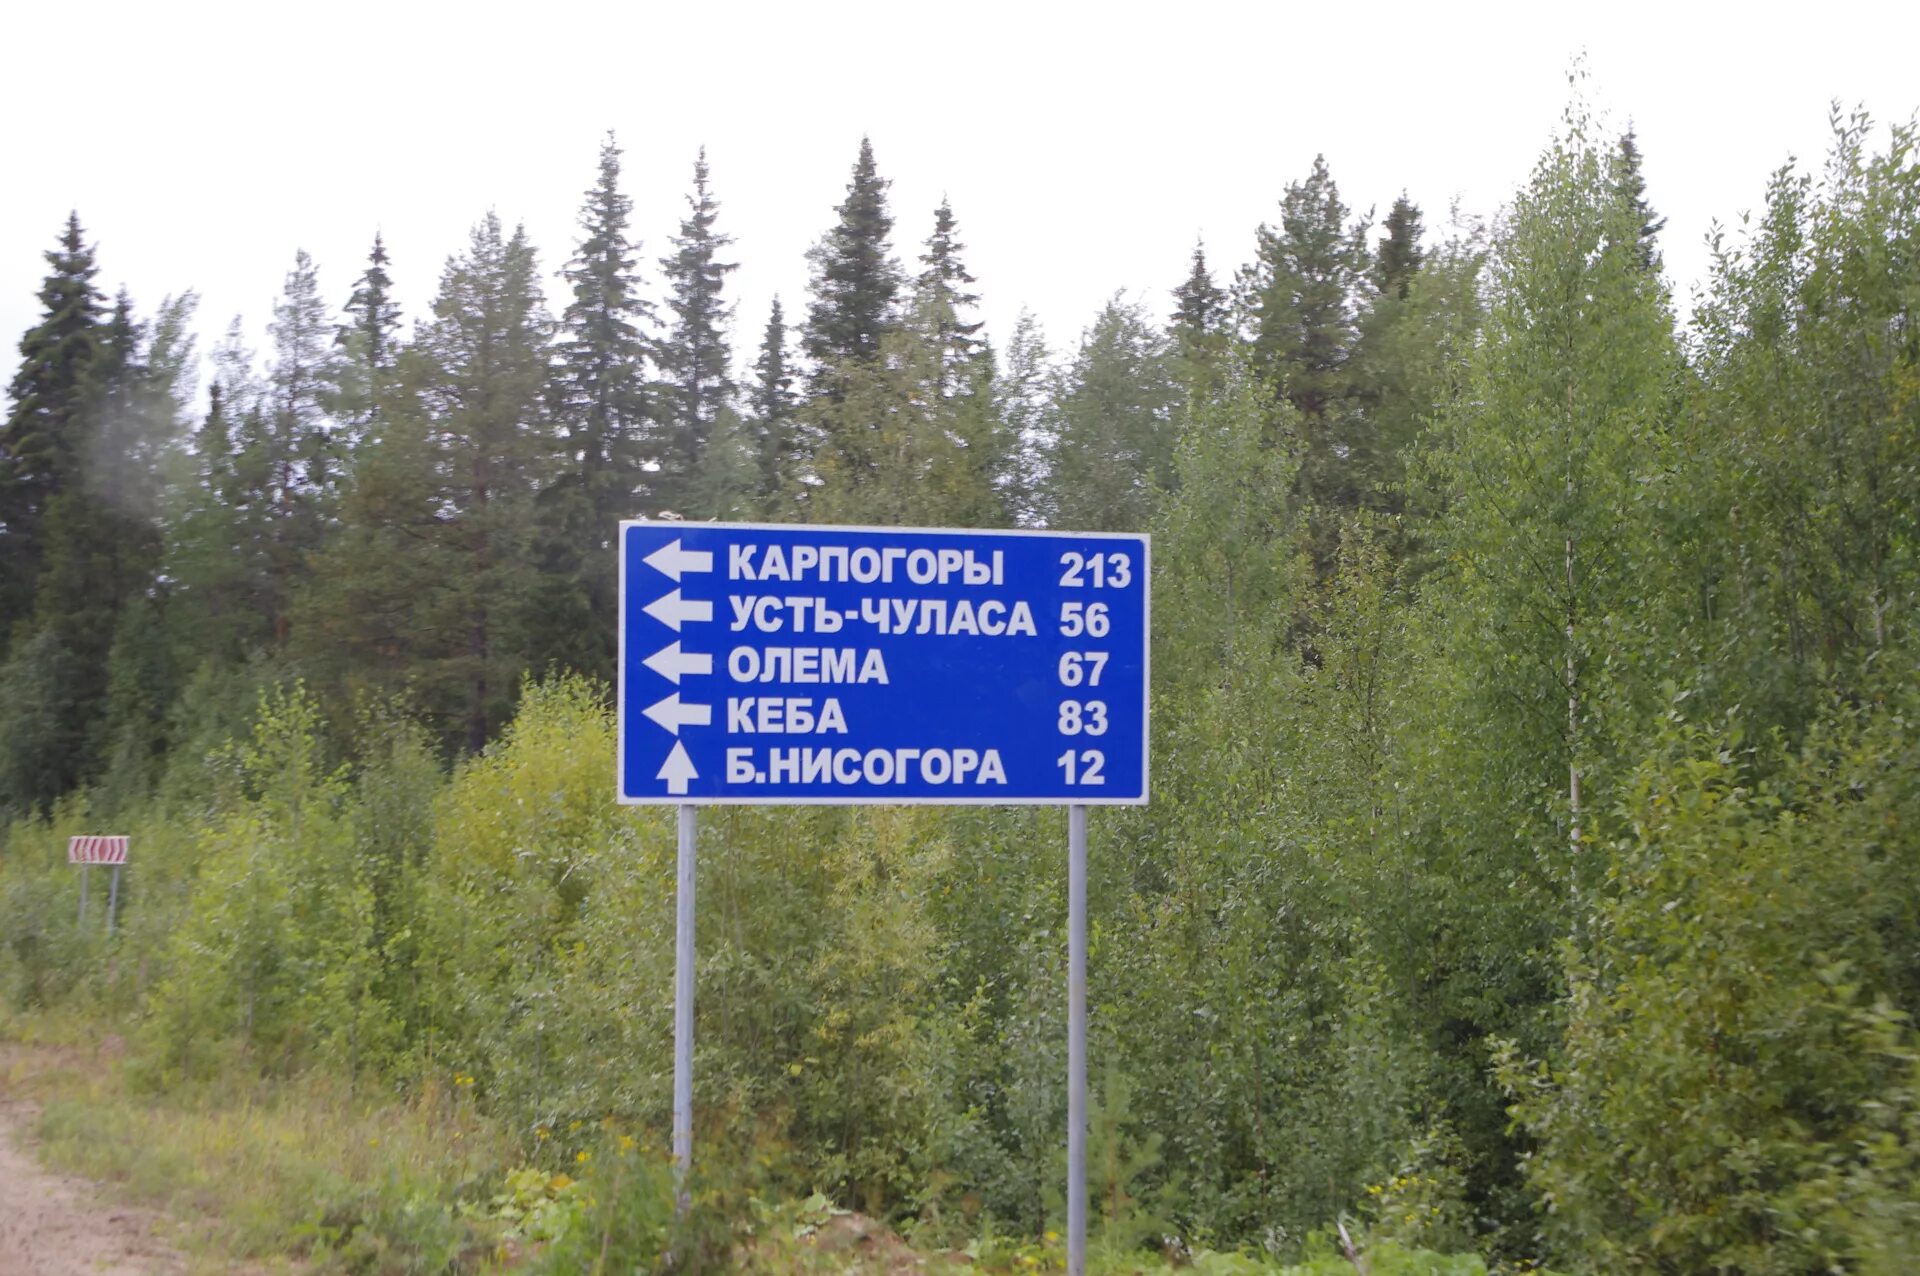 КАРПОГОРЫ 213
УСТЬ-ЧУЛАСА 56
ОЛЕМА 67
КЕБА 83
Б.НИСОГОРА 12